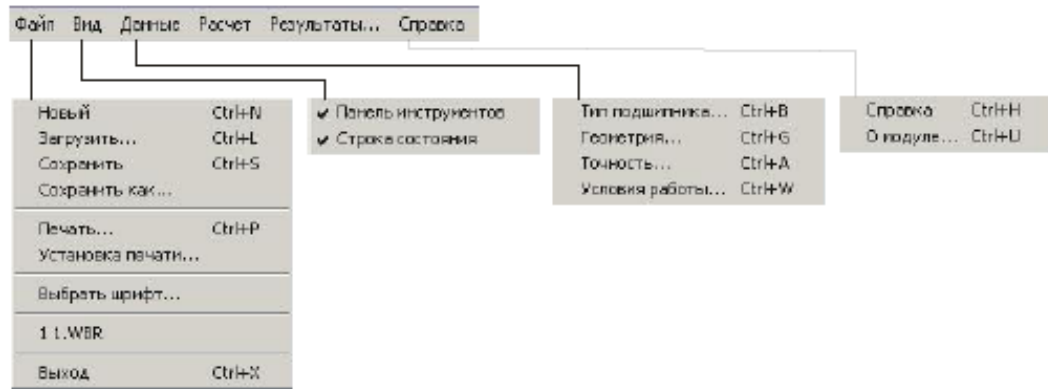 Файл Вид Данные Расчет Результаты... Справка
Новый Ctrl+N
Загрузить... Ctrl+L
Сохранить Ctrl+S
Сохранить как...
Печать... Ctrl+P
Установка печати...
Выбрать шрифт...
1 1.WBR
Выход Ctrl+X
Панель инструментов
Строка состояния
Тип подшипника... Ctrl+B
Геометрия... Ctrl+G
Точность... Ctrl+A
Условия работы... Ctrl+W
Справка Ctrl+H
О модуле... Ctrl+U